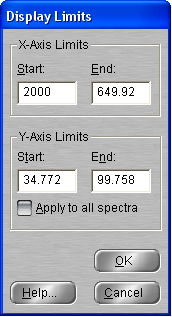 Display Limits
X-Axis Limits
Start: End:
2000 649.92
Y-Axis Limits
Start: End:
34.772 99.758
Apply to all spectra
OK
Help... Cancel